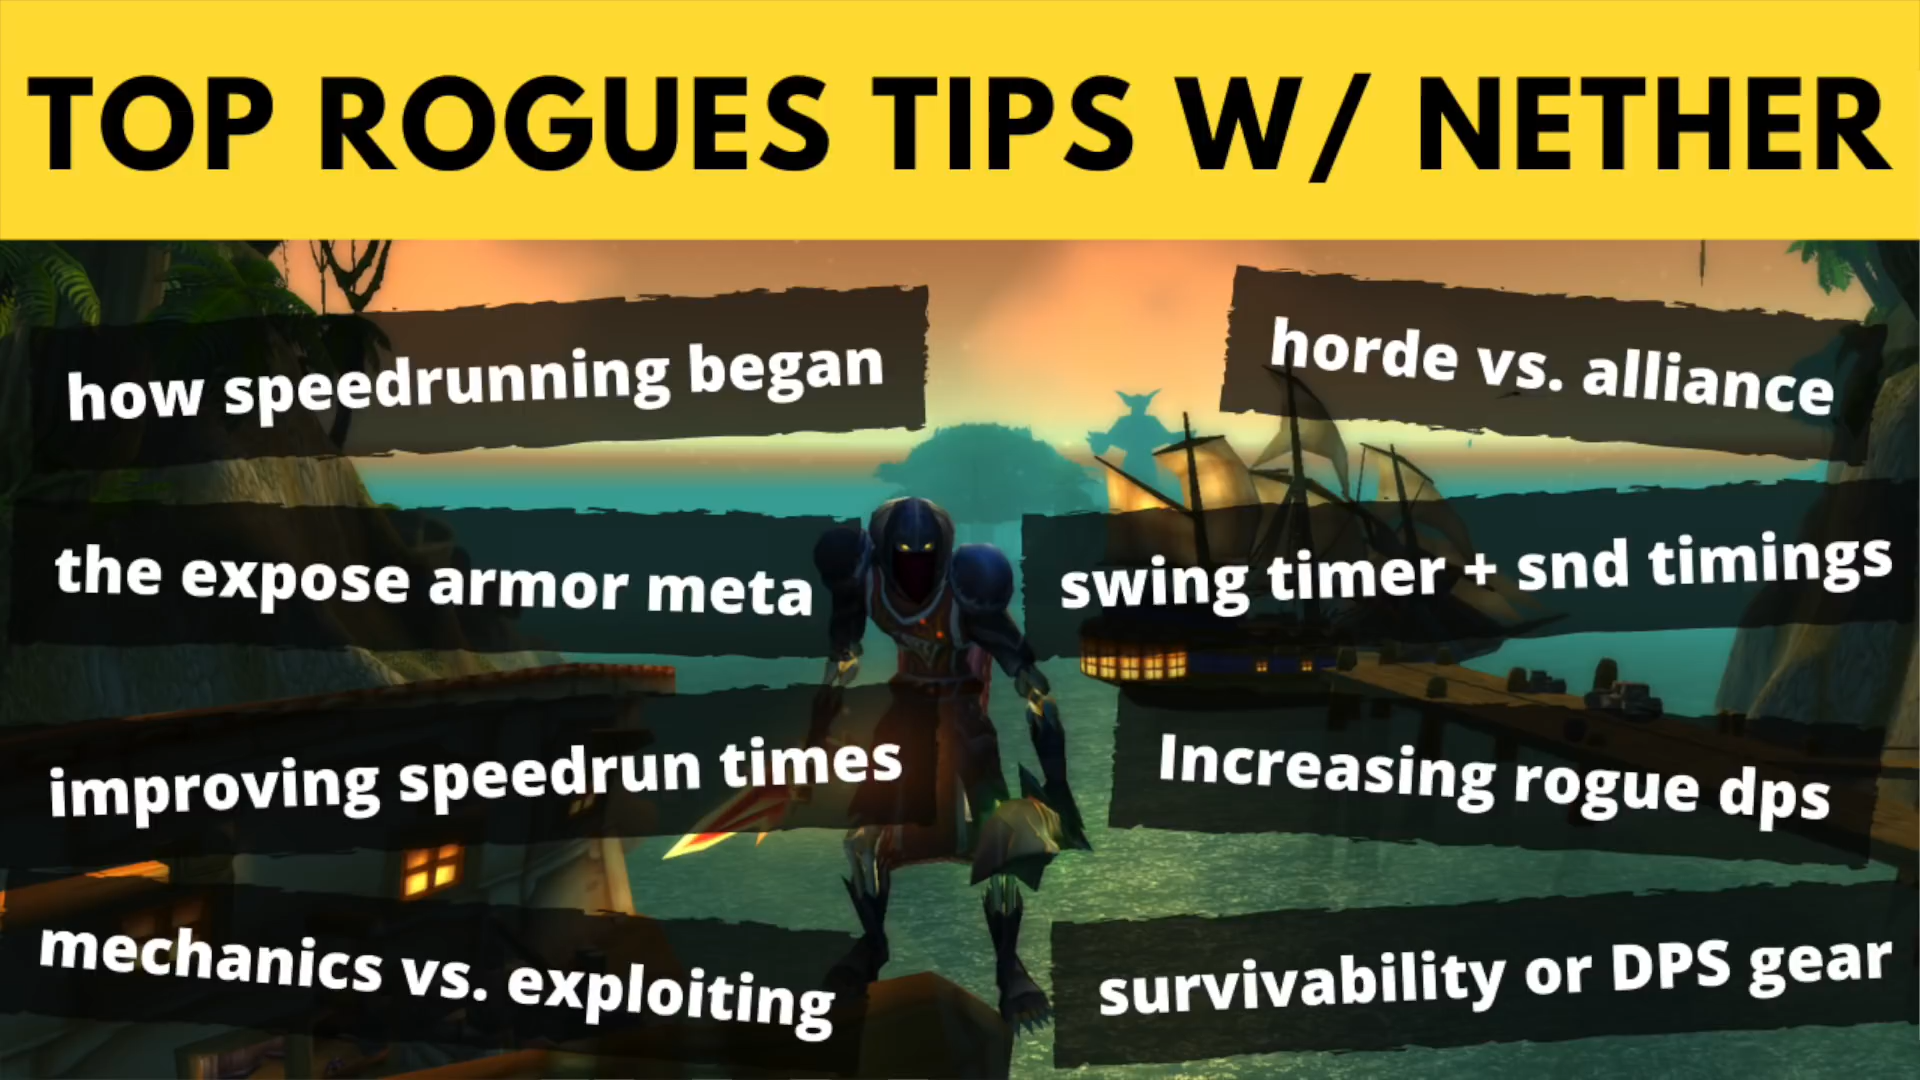 TOP ROGUES TIPS W/ NETHER
how speedrunning began
horde vs. alliance
the expose armor meta
swing timer + snd timings
improving speedrun times
Increasing rogue dps
mechanics vs. exploiting
survivability or DPS gear